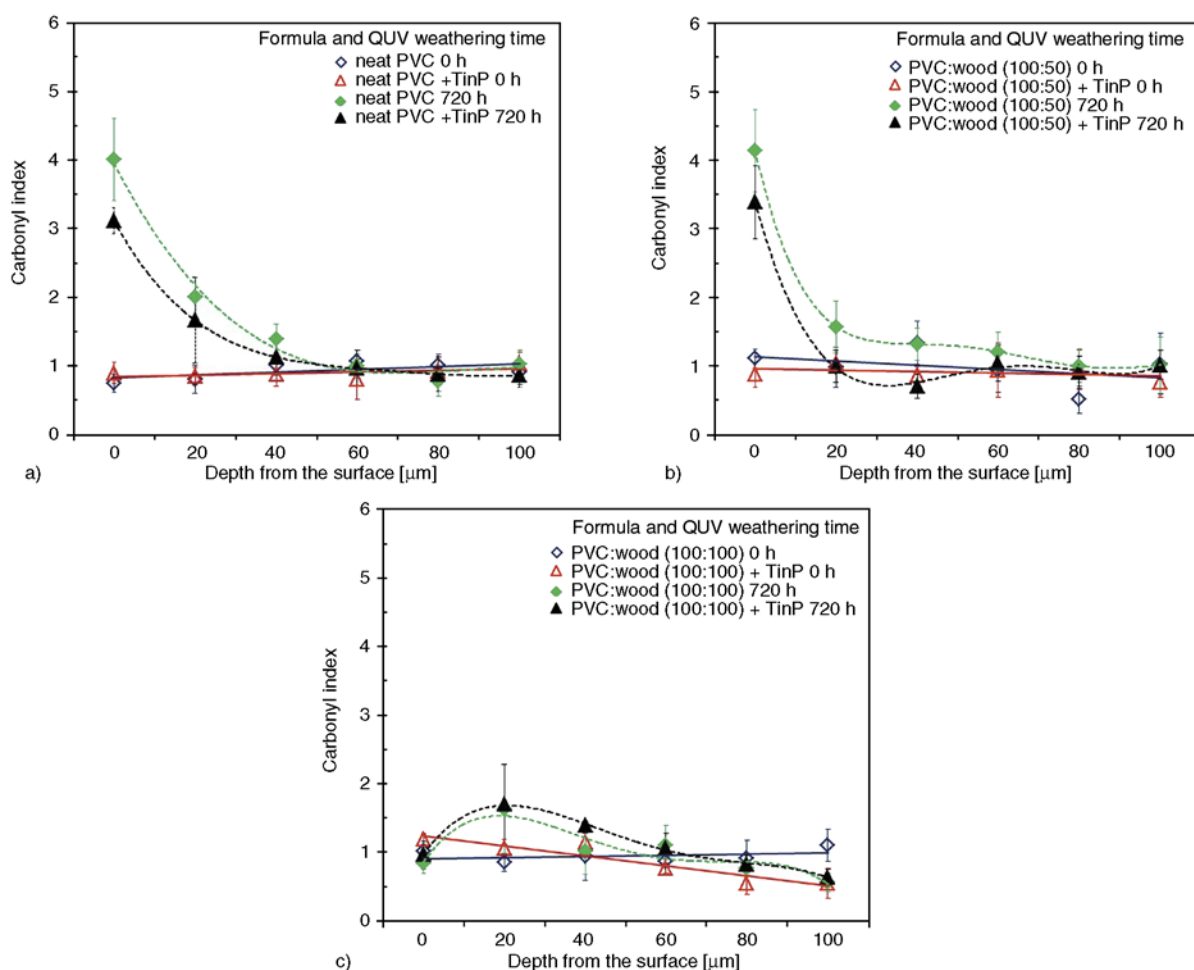 6
5
4
3
2
1
0
Carbonyl index
Formula and QUV weathering time
neat PVC 0 h
neat PVC +TinP 0 h
neat PVC 720 h
neat PVC +TinP 720 h
0 20 40 60 80 100
a) Depth from the surface [µm]
6
5
4
3
2
1
0
Carbonyl index
Formula and QUV weathering time
PVC:wood (100:50) 0 h
PVC:wood (100:50) + TinP 0 h
PVC:wood (100:50) 720 h
PVC:wood (100:50) + TinP 720 h
0 20 40 60 80 100
b) Depth from the surface [µm]
6
5
4
3
2
1
0
Carbonyl index
Formula and QUV weathering time
PVC:wood (100:100) 0 h
PVC:wood (100:100) + TinP 0 h
PVC:wood (100:100) 720 h
PVC:wood (100:100) + TinP 720 h
0 20 40 60 80 100
c) Depth from the surface [µm]